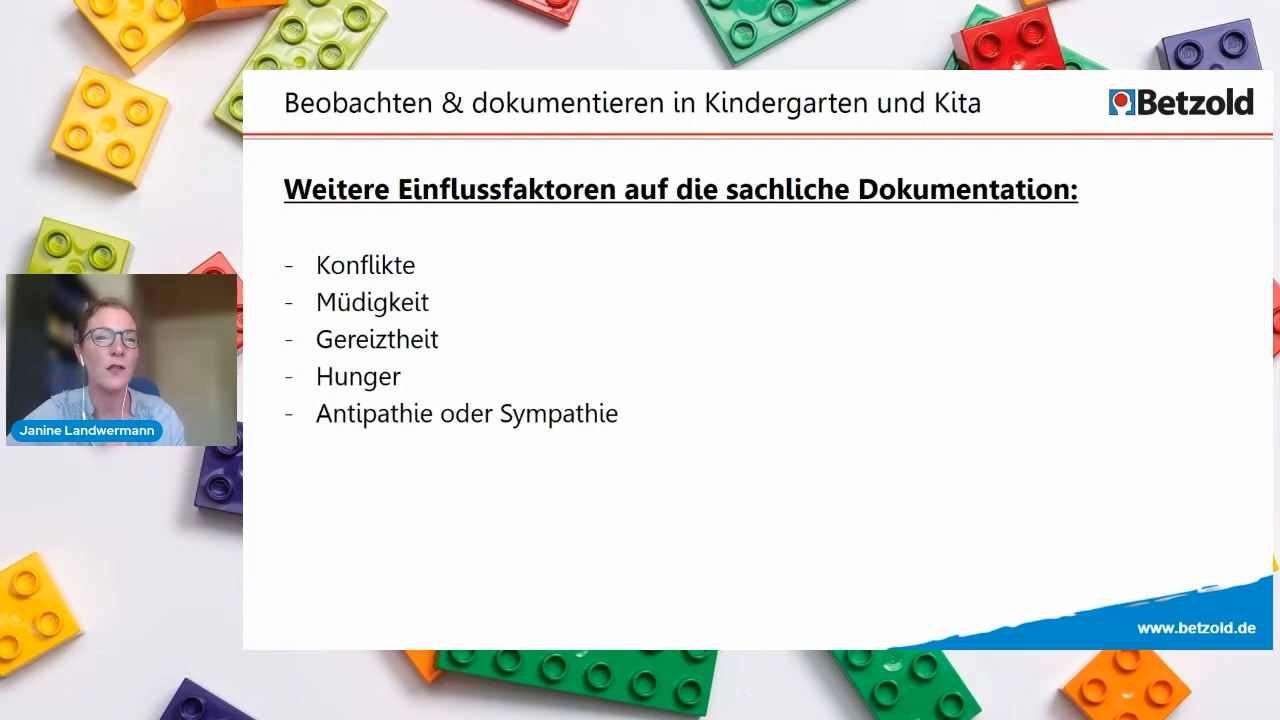 Beobachten & dokumentieren in Kindergarten und Kita
Betzold
Weitere Einflussfaktoren auf die sachliche Dokumentation:
- Konflikte
- Müdigkeit
- Gereiztheit
- Hunger
- Antipathie oder Sympathie
Janine Landwermann
www.betzold.de